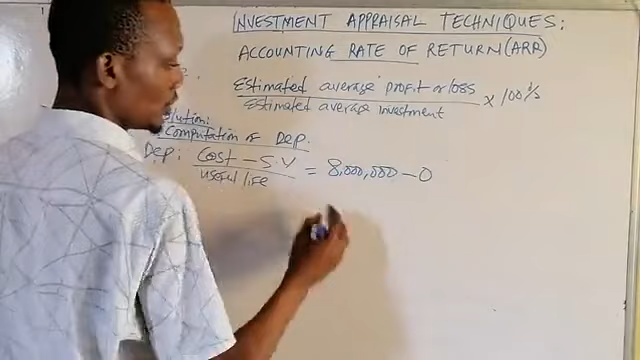 INVESTMENT APPRAISAL TECHNIQUES:
ACCOUNTING RATE OF RETURN (ARR)
Estimated average profit or loss
Estimated average investment × 100%
lution:
Computation of Dep.
Dep: Cost - S.V = 8,000,000 - 0
useful life